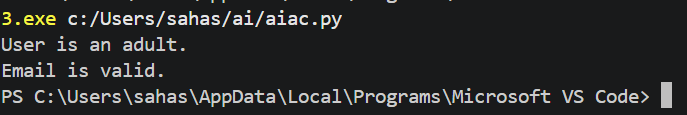 3.exe c:/Users/sahas/ai/aiac.py
User is an adult.
Email is valid.
PS C:\Users\sahas\AppData\Local\Programs\Microsoft VS Code>